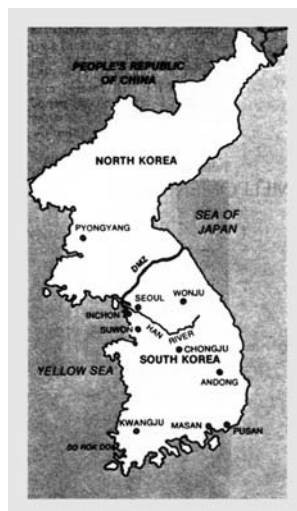 PEOPLE'S REPUBLIC
OF CHINA
NORTH KOREA
SEA OF
JAPAN
PYONGYANG
DMZ
SEOUL
WONJU
INCHON
SUWON
HAN
RIVER
CHONGJU
YELLOW SEA
SOUTH KOREA
ANDONG
KWANGJU
MASAN
PUSAN
SO ROK DO